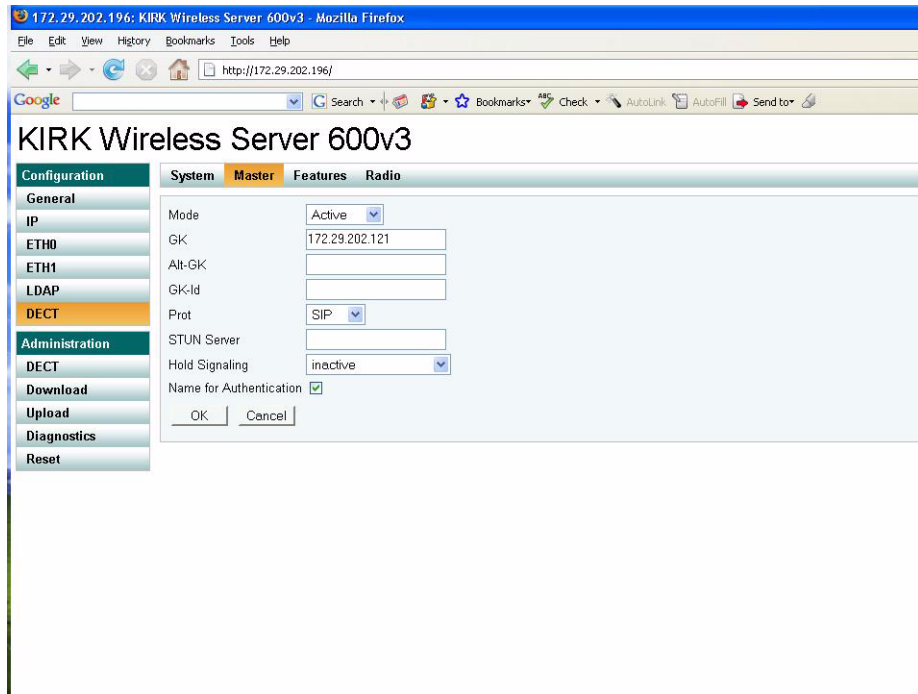 172.29.202.196: KIRK Wireless Server 600v3 - Mozilla Firefox
File Edit View History Bookmarks Tools Help
http://172.29.202.196/
Google G Search Bookmarks ABC Check AutoLink AutoFill Send to
KIRK Wireless Server 600v3
Configuration
General
IP
ETH0
ETH1
LDAP
DECT
Administration
DECT
Download
Upload
Diagnostics
Reset
System Master Features Radio
Mode Active
GK 172.29.202.121
Alt-GK
GK-Id
Prot SIP
STUN Server
Hold Signaling inactive
Name for Authentication
OK Cancel